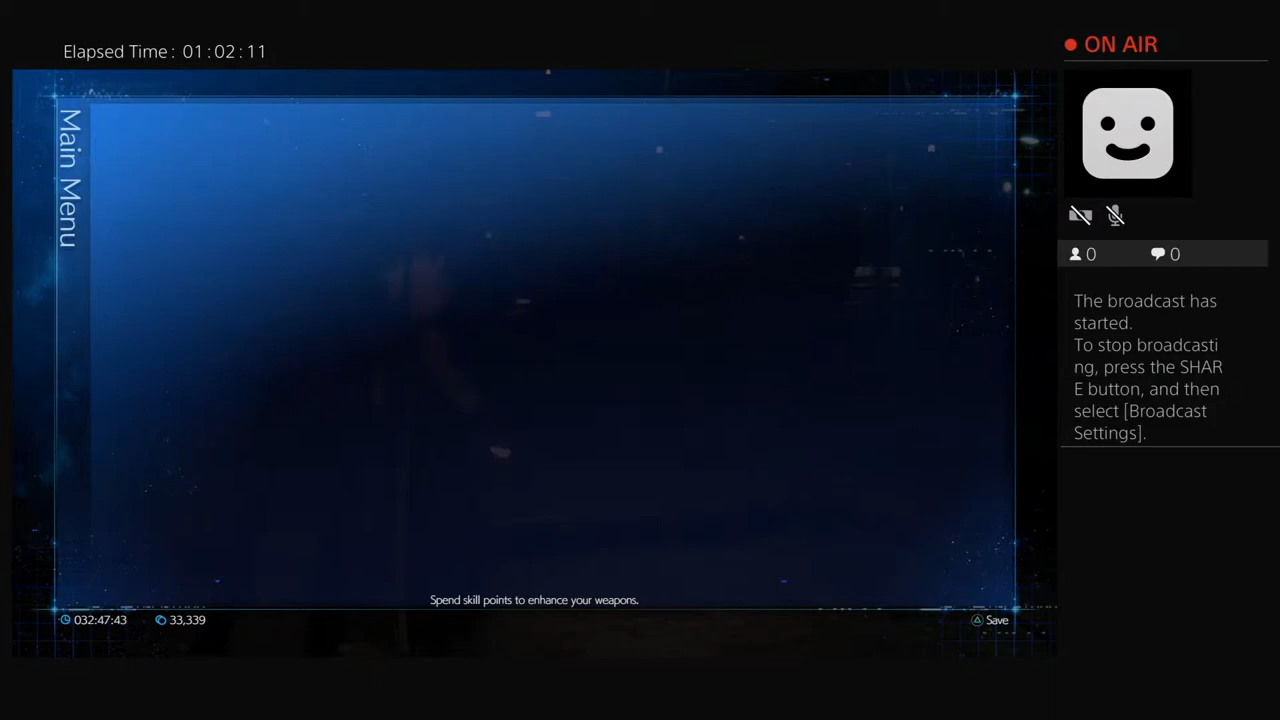 Elapsed Time: 01:02:11
ON AIR
Main Menu
0
0
The broadcast has
started.
To stop broadcasti
ng, press the SHAR
E button, and then
select [Broadcast
Settings].
Spend skill points to enhance your weapons.
032:47:43
33,339
Save